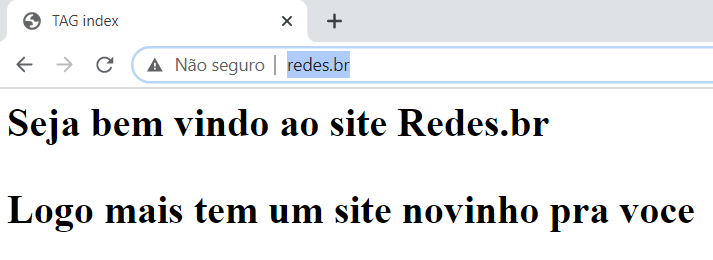 TAG index
Não seguro | redes.br
Seja bem vindo ao site Redes.br
Logo mais tem um site novinho pra voce